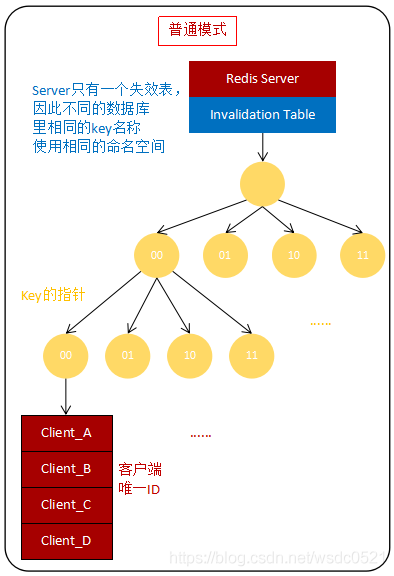 普通模式
Server只有一个失效表，
因此不同的数据库
里相同的key名称
使用相同的命名空间
Redis Server
Invalidation Table
00
01
10
11
Key的指针
......
00
01
10
11
Client_A
Client_B
Client_C
Client_D
......
客户端
唯一ID
https://blog.csdn.net/wsdc0521